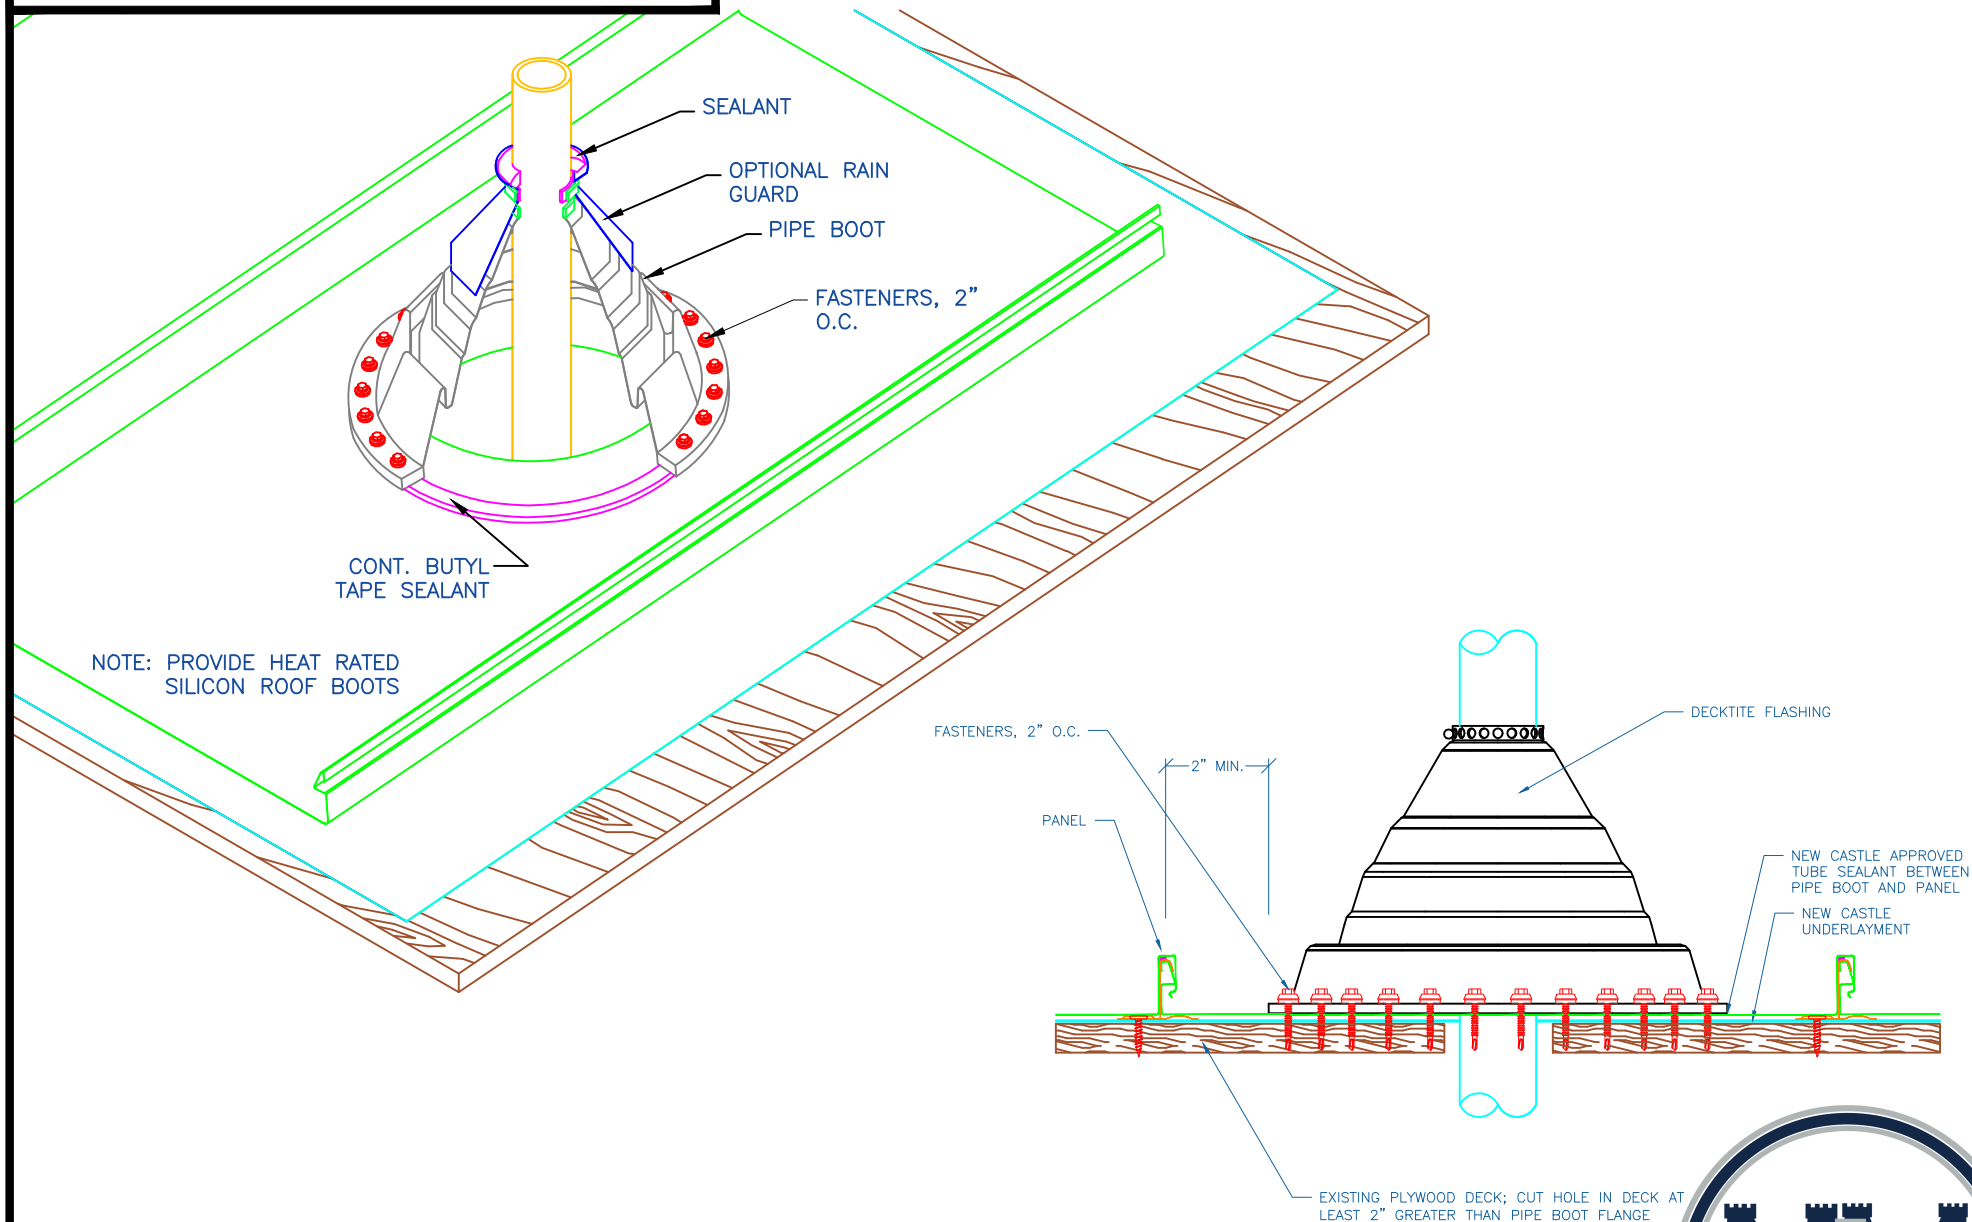 SEALANT
OPTIONAL RAIN
GUARD
PIPE BOOT
FASTENERS, 2"
O.C.
CONT. BUTYL
TAPE SEALANT
NOTE: PROVIDE HEAT RATED
SILICON ROOF BOOTS
FASTENERS, 2" O.C.
2" MIN.
PANEL
DECKTITE FLASHING
NEW CASTLE APPROVED
TUBE SEALANT BETWEEN
PIPE BOOT AND PANEL
NEW CASTLE
UNDERLAYMENT
EXISTING PLYWOOD DECK; CUT HOLE IN DECK AT
LEAST 2" GREATER THAN PIPE BOOT FLANGE